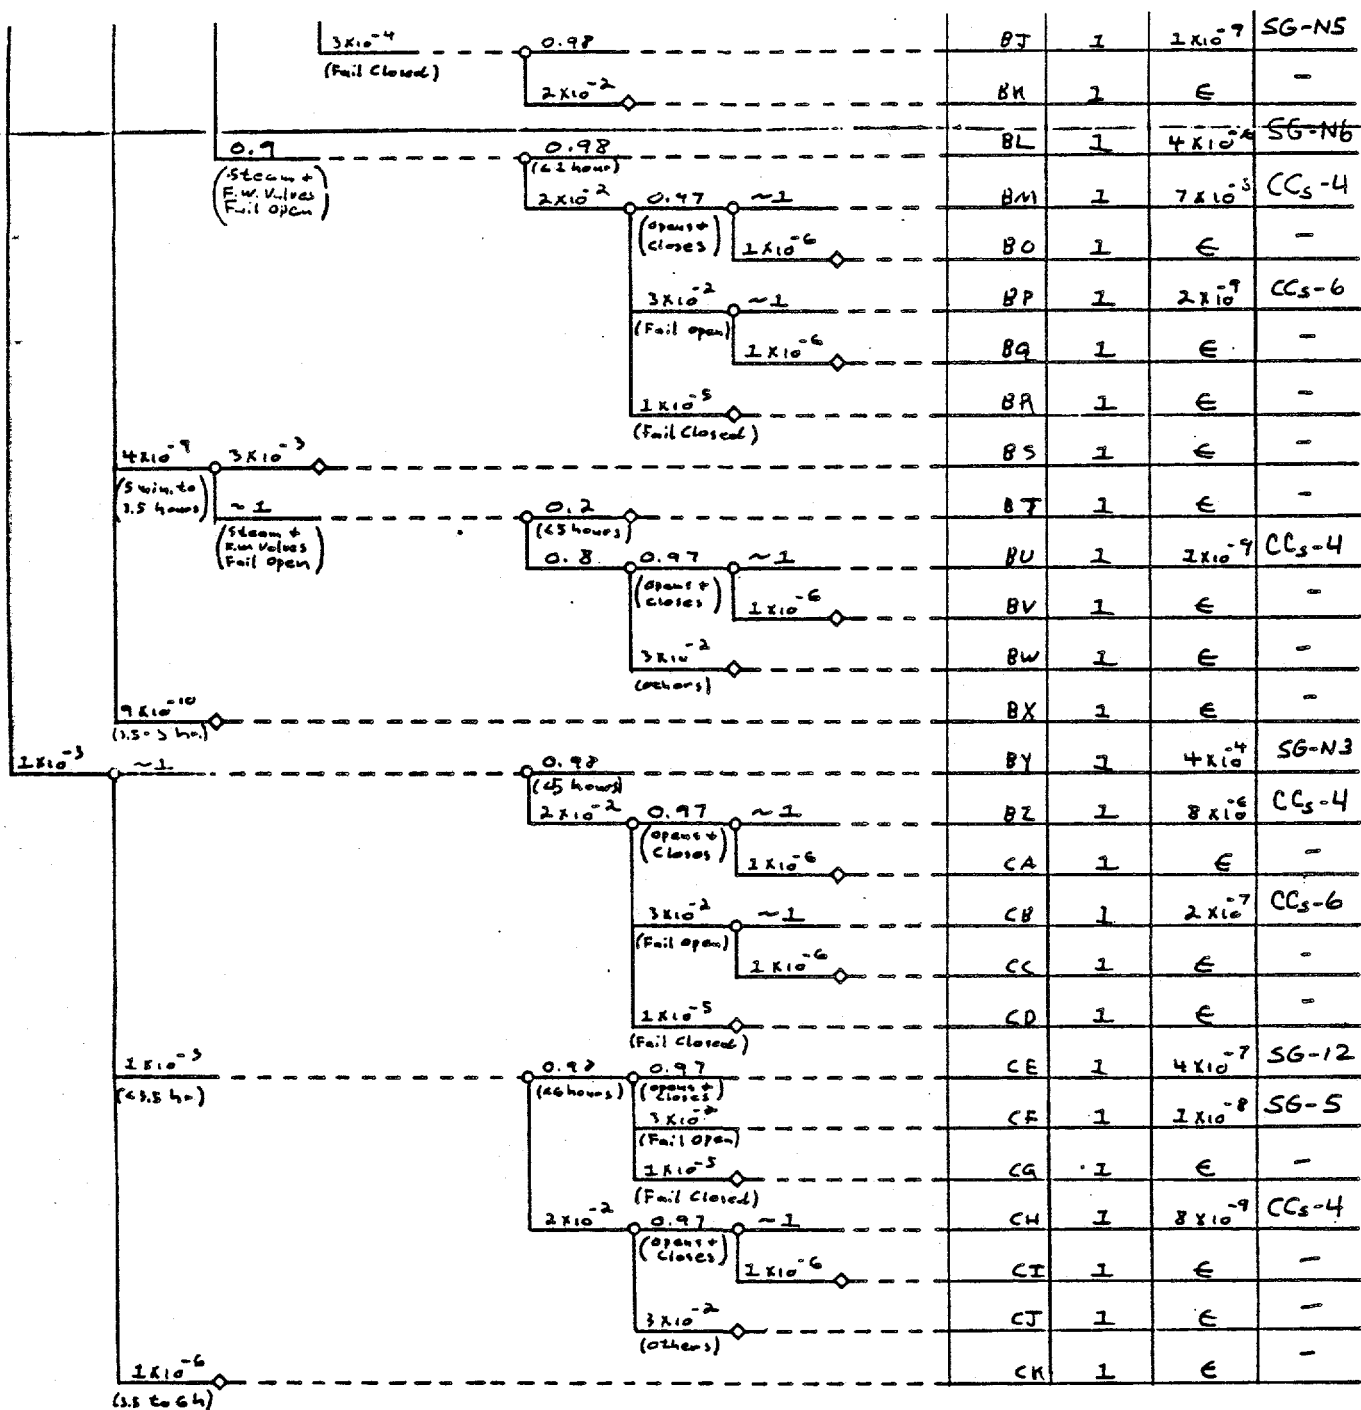 3x10⁻⁴ 0.98 BJ 1 1x10⁻⁹ SG-N5
(Fail Closed)
2x10⁻² BK 1 ∈ -
0.9 0.98 BL 1 SG-N6
(Steam + F.W. Valves Fail Open) (<1 hour)
2x10⁻² 0.97 ~1 BM 1 CCs-4
(opens + closes)
1x10⁻⁶ BO 1 ∈ -
3x10⁻² ~1 BP 1 2x10⁻⁹ CCs-6
(Fail open)
1x10⁻⁶ BQ 1 ∈ -
1x10⁻⁵ BR 1 ∈ -
(Fail Closed)
4x10⁻⁹ 3x10⁻³ BS 1 ∈ -
(5 min. to 3.5 hours)
~1 0.2 BT 1 ∈ -
(Steam + F.W. Valves Fail Open) (<5 hours)
0.8 0.97 ~1 BU 1 1x10⁻⁹ CCs-4
(opens + closes)
1x10⁻⁶ BV 1 ∈ -
3x10⁻² BW 1 ∈ -
(others)
9x10⁻¹⁰ BX 1 ∈ -
1x10⁻³ ~1 0.98 BY 1 4x10⁻⁴ SG-N3
(<5 hours)
2x10⁻² 0.97 ~1 BZ 1 8x10⁻⁶ CCs-4
(opens + Closes)
1x10⁻⁶ CA 1 ∈ -
3x10⁻² ~1 CB 1 2x10⁻⁷ CCs-6
(Fail open)
1x10⁻⁶ CC 1 ∈ -
1x10⁻⁵ CD 1 ∈ -
(Fail Closed)
1x10⁻³ 0.98 0.97 CE 1 4x10⁻⁷ SG-12
(<3.5 hr) (<6 hours) (opens + closes)
3x10⁻² CF 1 1x10⁻⁸ SG-5
(Fail Open)
1x10⁻⁵ CG 1 ∈ -
(Fail Closed)
2x10⁻² 0.97 ~1 CH 1 8x10⁻⁹ CCs-4
(opens + closes)
1x10⁻⁶ CI 1 ∈ -
3x10⁻² CJ 1 ∈ -
(others)
1x10⁻⁶ CK 1 ∈ -
(3.5 to 6 h)